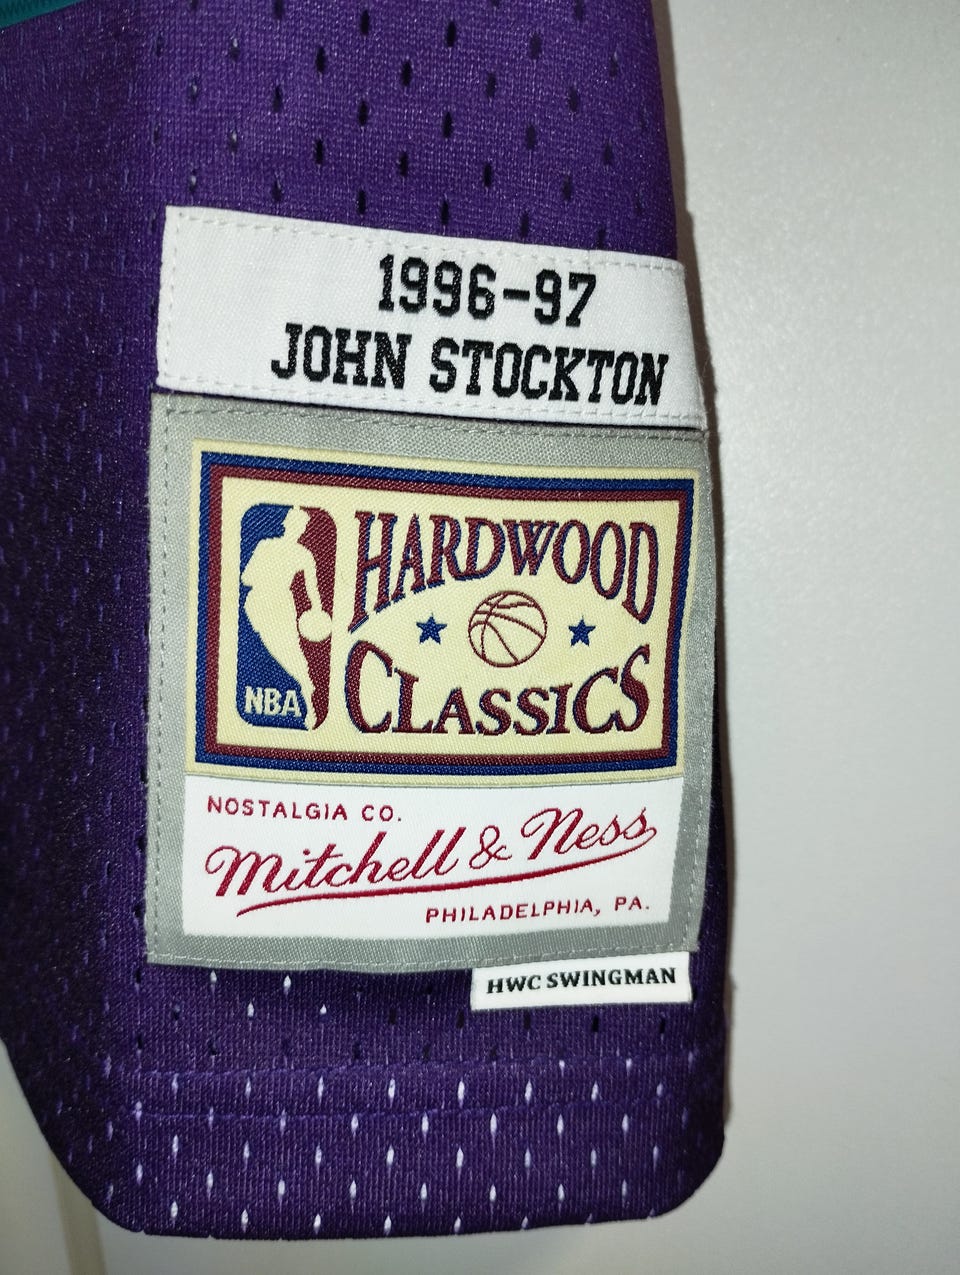 1996-97
JOHN STOCKTON
HARDWOOD
CLASSICS
NBA
NOSTALGIA CO.
Mitchell & Ness
PHILADELPHIA, PA.
HWC SWINGMAN